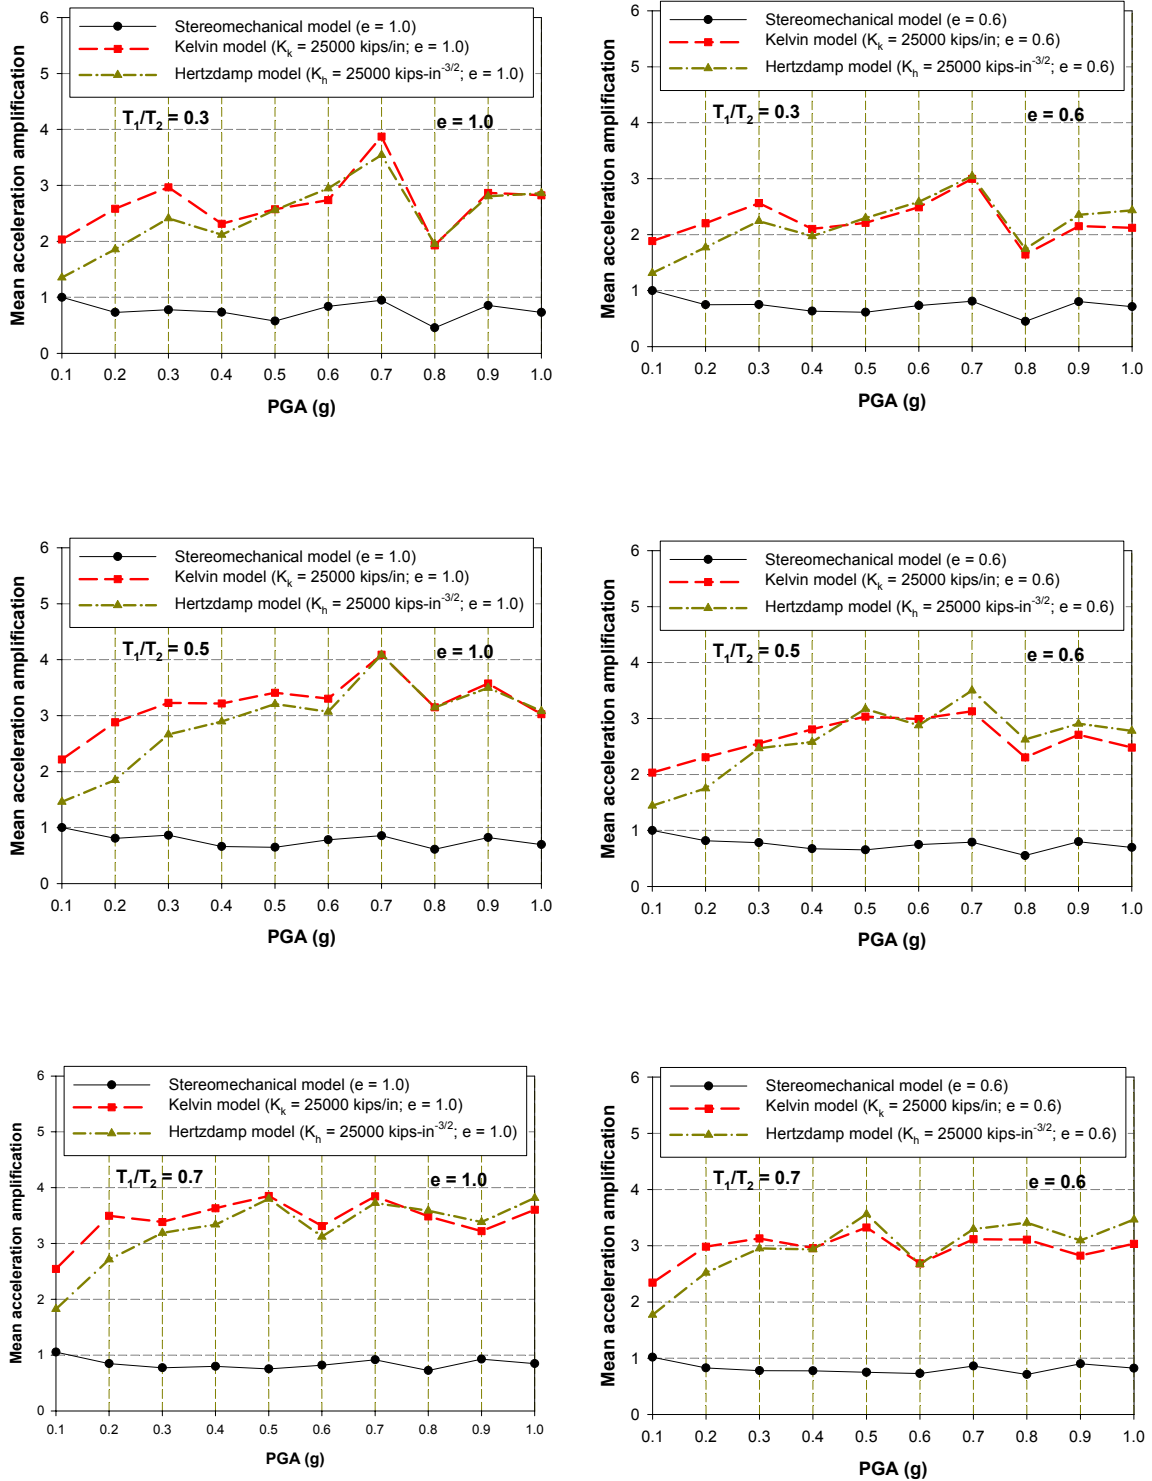 Stereomechanical model (e = 1.0)
Kelvin model (Kk = 25000 kips/in; e = 1.0)
Hertzdamp model (Kh = 25000 kips-in-3/2; e = 1.0)
T1/T2 = 0.3
e = 1.0
Mean acceleration amplification
6
5
4
3
2
1
0
0.1 0.2 0.3 0.4 0.5 0.6 0.7 0.8 0.9 1.0
PGA (g)
Stereomechanical model (e = 0.6)
Kelvin model (Kk = 25000 kips/in; e = 0.6)
Hertzdamp model (Kh = 25000 kips-in-3/2; e = 0.6)
T1/T2 = 0.3
e = 0.6
Mean acceleration amplification
6
5
4
3
2
1
0
0.1 0.2 0.3 0.4 0.5 0.6 0.7 0.8 0.9 1.0
PGA (g)
Stereomechanical model (e = 1.0)
Kelvin model (Kk = 25000 kips/in; e = 1.0)
Hertzdamp model (Kh = 25000 kips-in-3/2; e = 1.0)
T1/T2 = 0.5
e = 1.0
Mean acceleration amplification
6
5
4
3
2
1
0
0.1 0.2 0.3 0.4 0.5 0.6 0.7 0.8 0.9 1.0
PGA (g)
Stereomechanical model (e = 0.6)
Kelvin model (Kk = 25000 kips/in; e = 0.6)
Hertzdamp model (Kh = 25000 kips-in-3/2; e = 0.6)
T1/T2 = 0.5
e = 0.6
Mean acceleration amplification
6
5
4
3
2
1
0
0.1 0.2 0.3 0.4 0.5 0.6 0.7 0.8 0.9 1.0
PGA (g)
Stereomechanical model (e = 1.0)
Kelvin model (Kk = 25000 kips/in; e = 1.0)
Hertzdamp model (Kh = 25000 kips-in-3/2; e = 1.0)
T1/T2 = 0.7
e = 1.0
Mean acceleration amplification
6
5
4
3
2
1
0
0.1 0.2 0.3 0.4 0.5 0.6 0.7 0.8 0.9 1.0
PGA (g)
Stereomechanical model (e = 0.6)
Kelvin model (Kk = 25000 kips/in; e = 0.6)
Hertzdamp model (Kh = 25000 kips-in-3/2; e = 0.6)
T1/T2 = 0.7
e = 0.6
Mean acceleration amplification
6
5
4
3
2
1
0
0.1 0.2 0.3 0.4 0.5 0.6 0.7 0.8 0.9 1.0
PGA (g)